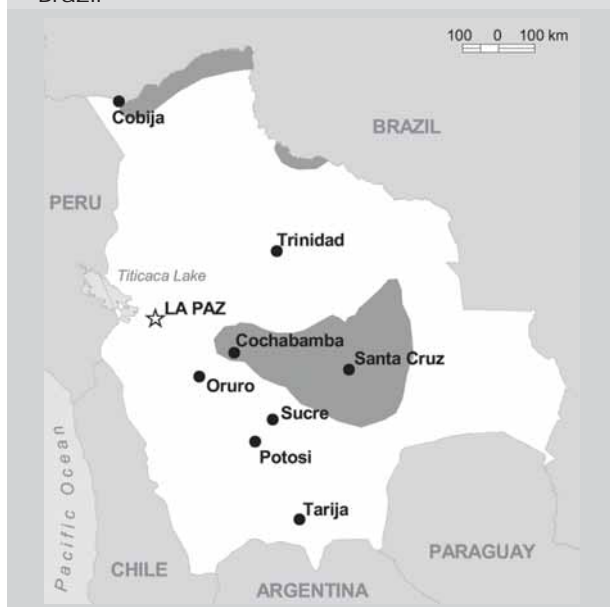 Brazil
100 0 100 km
Cobija
BRAZIL
PERU
Trinidad
Titicaca Lake
LA PAZ
Cochabamba
Santa Cruz
Oruro
Sucre
Potosi
Pacific Ocean
Tarija
PARAGUAY
CHILE
ARGENTINA